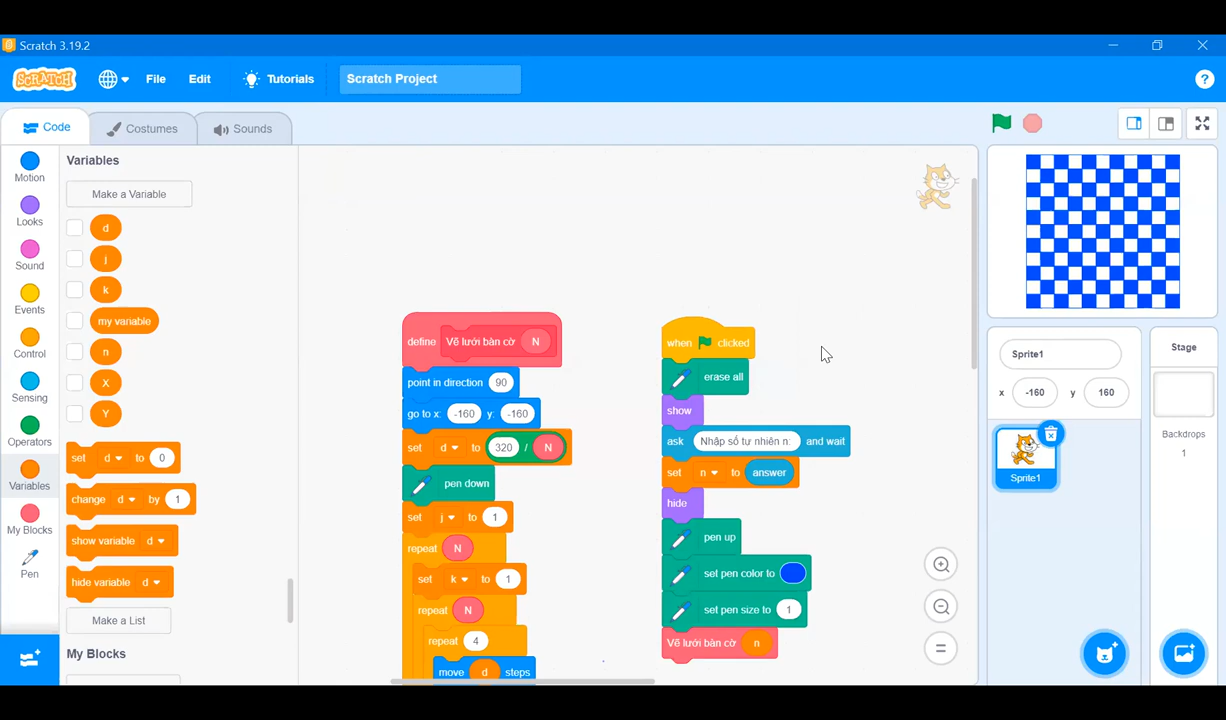 Scratch 3.19.2
SCRATCH
File
Edit
Tutorials
Scratch Project
?
Code
Costumes
Sounds
Motion
Looks
Sound
Events
Control
Sensing
Operators
Variables
My Blocks
Pen
Variables
Make a Variable
d
j
k
my variable
n
X
Y
set d to 0
change d by 1
show variable d
hide variable d
Make a List
My Blocks
define Vẽ lưới bàn cờ N
point in direction 90
go to x: -160 y: -160
set d to 320 / N
pen down
set j to 1
repeat N
set k to 1
repeat N
repeat 4
move d steps
when clicked
erase all
show
ask Nhập số tự nhiên n: and wait
set n to answer
hide
pen up
set pen color to
set pen size to 1
Vẽ lưới bàn cờ n
Sprite1
x -160 y 160
Sprite1
Stage
Backdrops
1